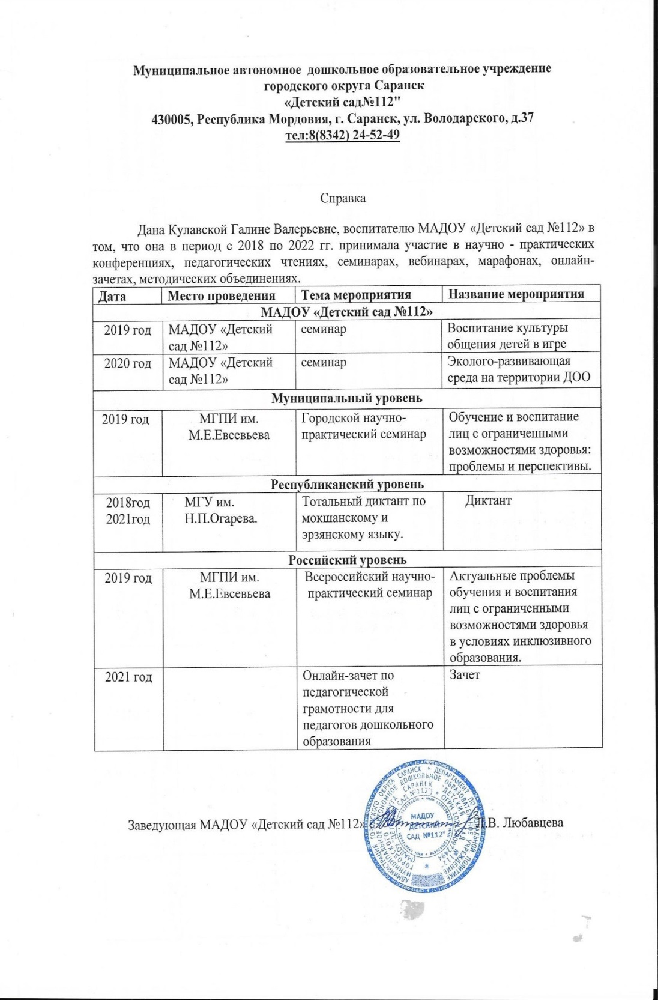 Муниципальное автономное дошкольное образовательное учреждение
городского округа Саранск
«Детский сад№112"
430005, Республика Мордовия, г. Саранск, ул. Володарского, д.37
тел:8(8342) 24-52-49
Справка
Дана Кулавской Галине Валерьевне, воспитателю МАДОУ «Детский сад №112» в
том, что она в период с 2018 по 2022 гг. принимала участие в научно - практических
конференциях, педагогических чтениях, семинарах, вебинарах, марафонах, онлайн-
зачетах, методических объединениях.
Дата Место проведения Тема мероприятия Название мероприятия
МАДОУ «Детский сад №112»
2019 год МАДОУ «Детский семинар Воспитание культуры
сад №112» общения детей в игре
2020 год МАДОУ «Детский семинар Эколого-развивающая
сад №112» среда на территории ДОО
Муниципальный уровень
2019 год МГПИ им. Городской научно- Обучение и воспитание
М.Е.Евсевьева практический семинар лиц с ограниченными
возможностями здоровья:
проблемы и перспективы.
Республиканский уровень
2018год МГУ им. Тотальный диктант по Диктант
2021год Н.П.Огарева. мокшанскому и
эрзянскому языку.
Российский уровень
2019 год МГПИ им. Всероссийский научно- Актуальные проблемы
М.Е.Евсевьева практический семинар обучения и воспитания
лиц с ограниченными
возможностями здоровья
в условиях инклюзивного
образования.
2021 год Онлайн-зачет по Зачет
педагогической
грамотности для
педагогов дошкольного
образования
Заведующая МАДОУ «Детский сад №112» Л.В. Любавцева
МАДОУ
"ДЕТСКИЙ
САД №112"